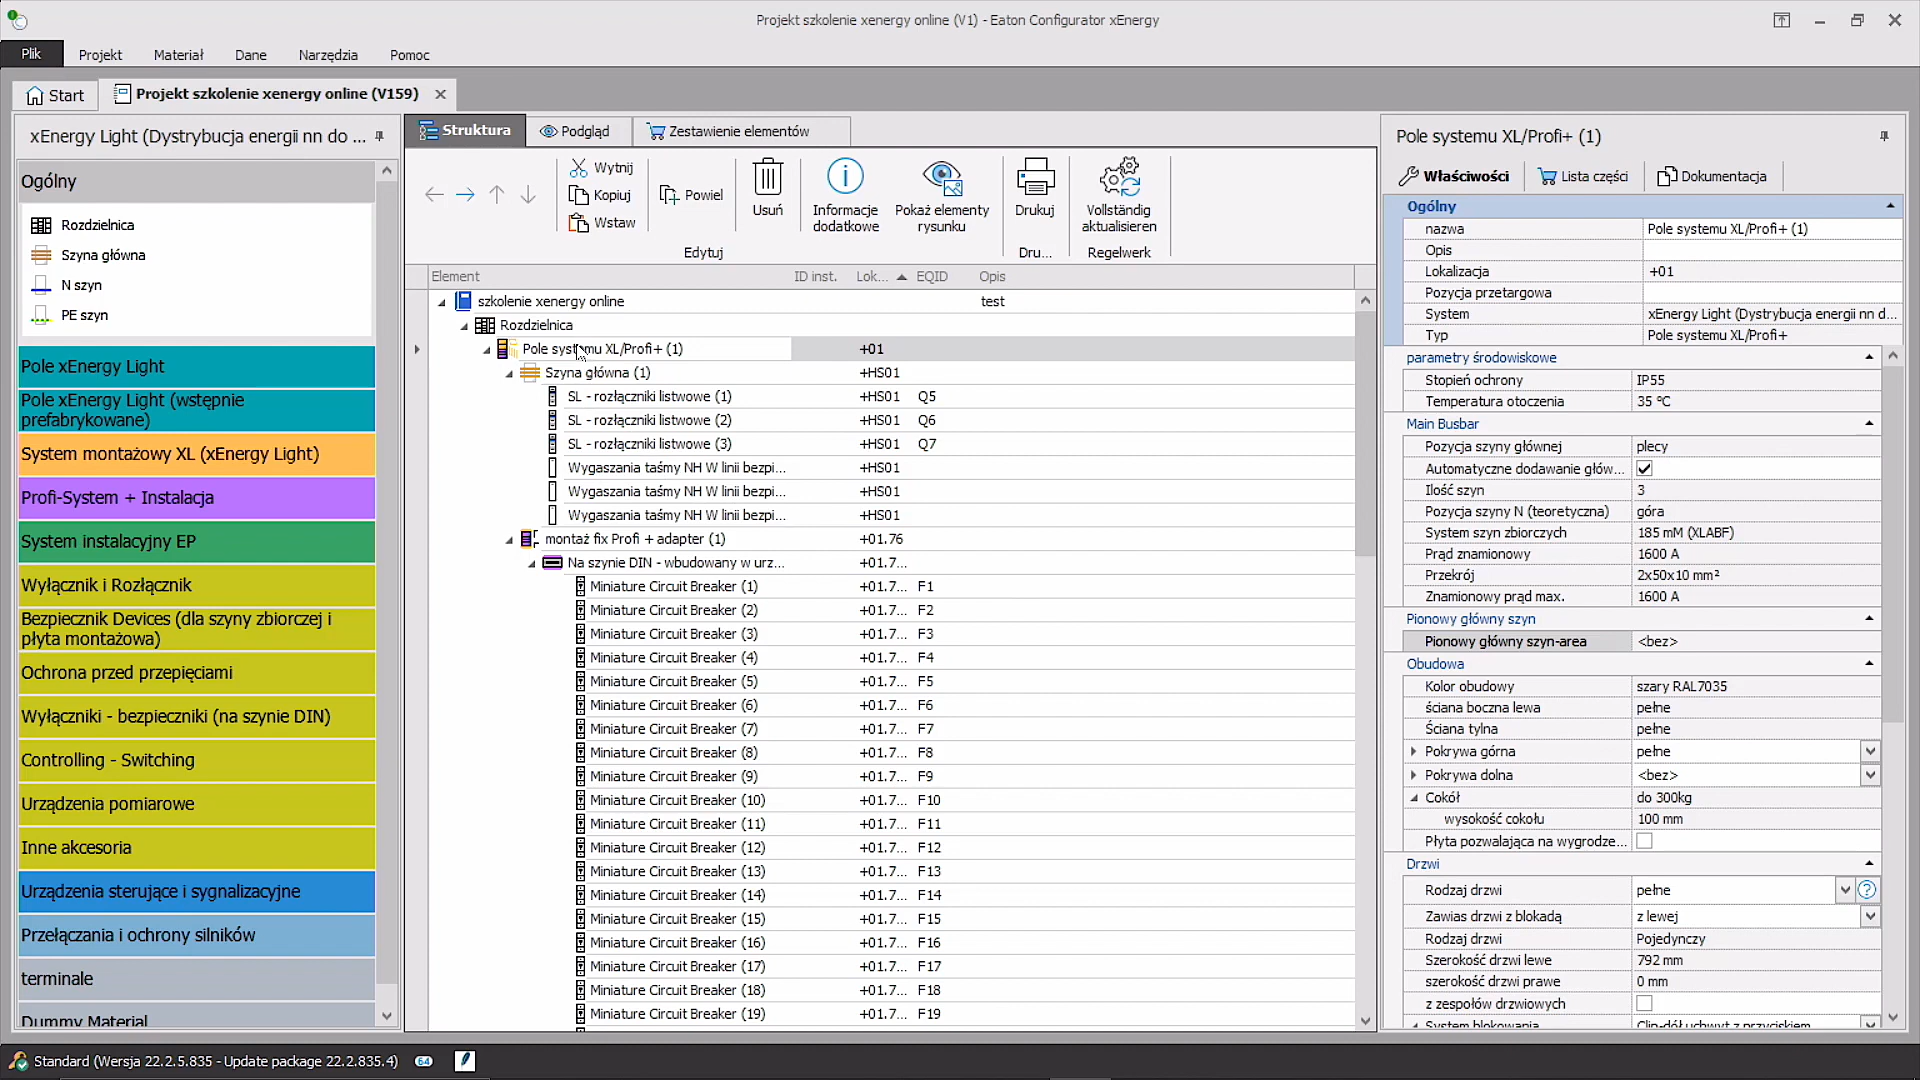 Projekt szkolenie xenergy online (V1) - Eaton Configurator xEnergy
Plik
Projekt
Materiał
Dane
Narzędzia
Pomoc
Start
Projekt szkolenie xenergy online (V159)
xEnergy Light (Dystrybucja energii nn do ...
Ogólny
Rozdzielnica
Szyna główna
N szyn
PE szyn
Pole xEnergy Light
Pole xEnergy Light (wstępnie
prefabrykowane)
System montażowy XL (xEnergy Light)
Profi-System + Instalacja
System instalacyjny EP
Wyłącznik i Rozłącznik
Bezpiecznik Devices (dla szyny zbiorczej i
płyta montażowa)
Ochrona przed przepięciami
Wyłączniki - bezpieczniki (na szynie DIN)
Controlling - Switching
Urządzenia pomiarowe
Inne akcesoria
Urządzenia sterujące i sygnalizacyjne
Przełączania i ochrony silników
terminale
Dummy Material
Struktura
Podgląd
Zestawienie elementów
Wytnij
Kopiuj
Wstaw
Powiel
Usuń
Informacje
dodatkowe
Pokaż elementy
rysunku
Drukuj
Vollständig
aktualisieren
Edytuj
Dru...
Regelwerk
Element ID inst. Lok... EQID Opis
szkolenie xenergy online test
Rozdzielnica
Pole systemu XL/Profi+ (1) +01
Szyna główna (1) +HS01
SL - rozłączniki listwowe (1) +HS01 Q5
SL - rozłączniki listwowe (2) +HS01 Q6
SL - rozłączniki listwowe (3) +HS01 Q7
Wygaszania taśmy NH W linii bezpi... +HS01
Wygaszania taśmy NH W linii bezpi... +HS01
Wygaszania taśmy NH W linii bezpi... +HS01
montaż fix Profi + adapter (1) +01.76
Na szynie DIN - wbudowany w urz... +01.7...
Miniature Circuit Breaker (1) +01.7... F1
Miniature Circuit Breaker (2) +01.7... F2
Miniature Circuit Breaker (3) +01.7... F3
Miniature Circuit Breaker (4) +01.7... F4
Miniature Circuit Breaker (5) +01.7... F5
Miniature Circuit Breaker (6) +01.7... F6
Miniature Circuit Breaker (7) +01.7... F7
Miniature Circuit Breaker (8) +01.7... F8
Miniature Circuit Breaker (9) +01.7... F9
Miniature Circuit Breaker (10) +01.7... F10
Miniature Circuit Breaker (11) +01.7... F11
Miniature Circuit Breaker (12) +01.7... F12
Miniature Circuit Breaker (13) +01.7... F13
Miniature Circuit Breaker (14) +01.7... F14
Miniature Circuit Breaker (15) +01.7... F15
Miniature Circuit Breaker (16) +01.7... F16
Miniature Circuit Breaker (17) +01.7... F17
Miniature Circuit Breaker (18) +01.7... F18
Miniature Circuit Breaker (19) +01.7... F19
Pole systemu XL/Profi+ (1)
Właściwości
Lista części
Dokumentacja
Ogólny
nazwa Pole systemu XL/Profi+ (1)
Opis
Lokalizacja +01
Pozycja przetargowa
System xEnergy Light (Dystrybucja energii nn d...
Typ Pole systemu XL/Profi+
parametry środowiskowe
Stopień ochrony IP55
Temperatura otoczenia 35 °C
Main Busbar
Pozycja szyny głównej plecy
Automatyczne dodawanie głów...
Ilość szyn 3
Pozycja szyny N (teoretyczna) góra
System szyn zbiorczych 185 mM (XLABF)
Prąd znamionowy 1600 A
Przekrój 2x50x10 mm²
Znamionowy prąd max. 1600 A
Pionowy główny szyn
Pionowy główny szyn-area <bez>
Obudowa
Kolor obudowy szary RAL7035
ściana boczna lewa pełne
Ściana tylna pełne
Pokrywa górna pełne
Pokrywa dolna <bez>
Cokół do 300kg
wysokość cokołu 100 mm
Płyta pozwalająca na wygrodze...
Drzwi
Rodzaj drzwi pełne
Zawias drzwi z blokadą z lewej
Rodzaj drzwi Pojedynczy
Szerokość drzwi lewe 792 mm
szerokość drzwi prawe 0 mm
z zespołów drzwiowych
System blokowania Clip-dół uchwyt z przyciskiem
Standard (Wersja 22.2.5.835 - Update package 22.2.835.4)
64